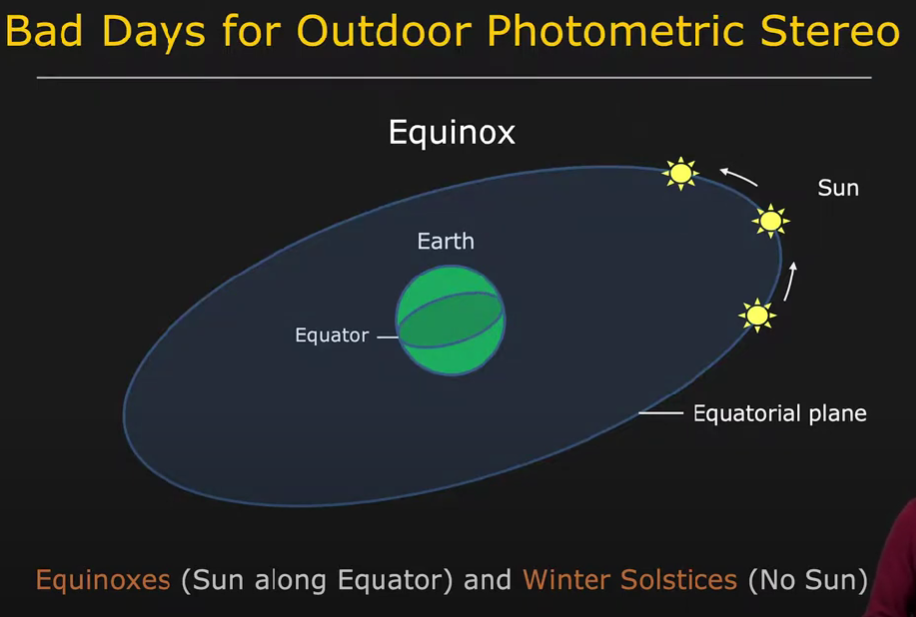 Bad Days for Outdoor Photometric Stereo
Equinox
Sun
Earth
Equator
Equatorial plane
Equinoxes (Sun along Equator) and Winter Solstices (No Sun)